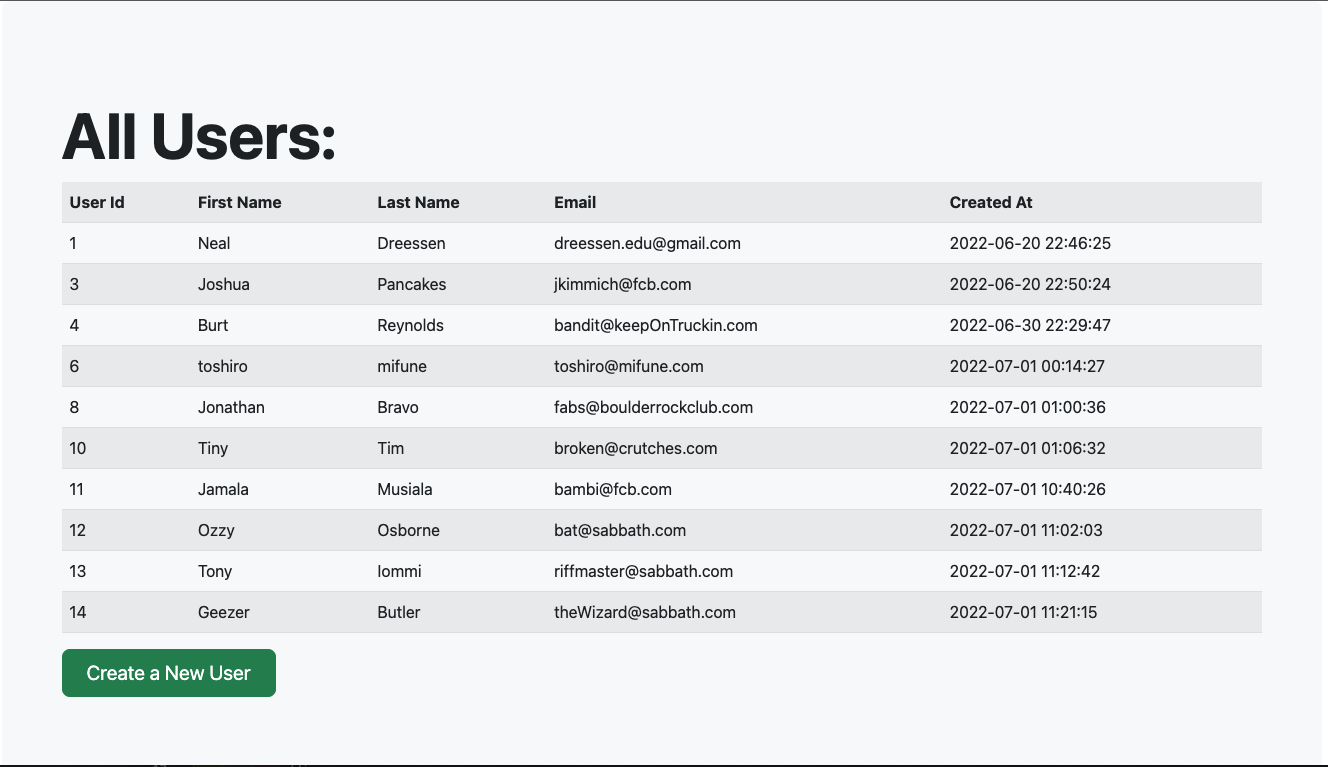 All Users:
User Id First Name Last Name Email Created At
1 Neal Dreessen dreessen.edu@gmail.com 2022-06-20 22:46:25
3 Joshua Pancakes jkimmich@fcb.com 2022-06-20 22:50:24
4 Burt Reynolds bandit@keepOnTruckin.com 2022-06-30 22:29:47
6 toshiro mifune toshiro@mifune.com 2022-07-01 00:14:27
8 Jonathan Bravo fabs@boulderrockclub.com 2022-07-01 01:00:36
10 Tiny Tim broken@crutches.com 2022-07-01 01:06:32
11 Jamala Musiala bambi@fcb.com 2022-07-01 10:40:26
12 Ozzy Osborne bat@sabbath.com 2022-07-01 11:02:03
13 Tony Iommi riffmaster@sabbath.com 2022-07-01 11:12:42
14 Geezer Butler theWizard@sabbath.com 2022-07-01 11:21:15
Create a New User